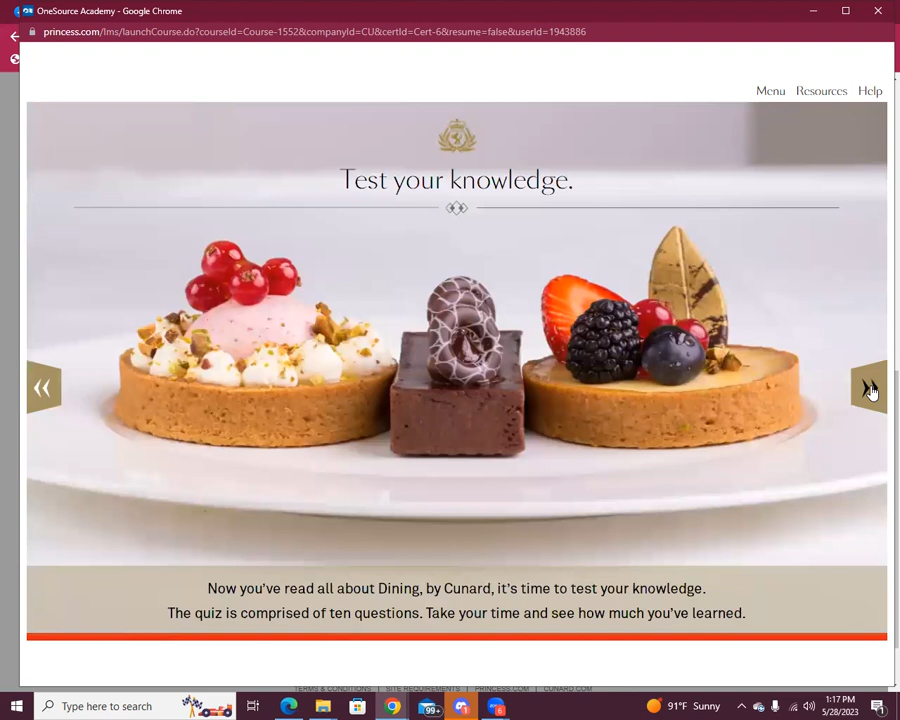 OneSource Academy - Google Chrome
princess.com/lms/launchCourse.do?courseId=Course-1552&companyId=CU&certId=Cert-6&resume=false&userId=1943886
Menu Resources Help
Test your knowledge.
Now you've read all about Dining, by Cunard, it's time to test your knowledge.
The quiz is comprised of ten questions. Take your time and see how much you've learned.
TERMS & CONDITIONS | SITE REQUIREMENTS | PRINCESS.COM | CUNARD.COM
Type here to search
99+
6
91°F Sunny
1:17 PM
5/28/2023